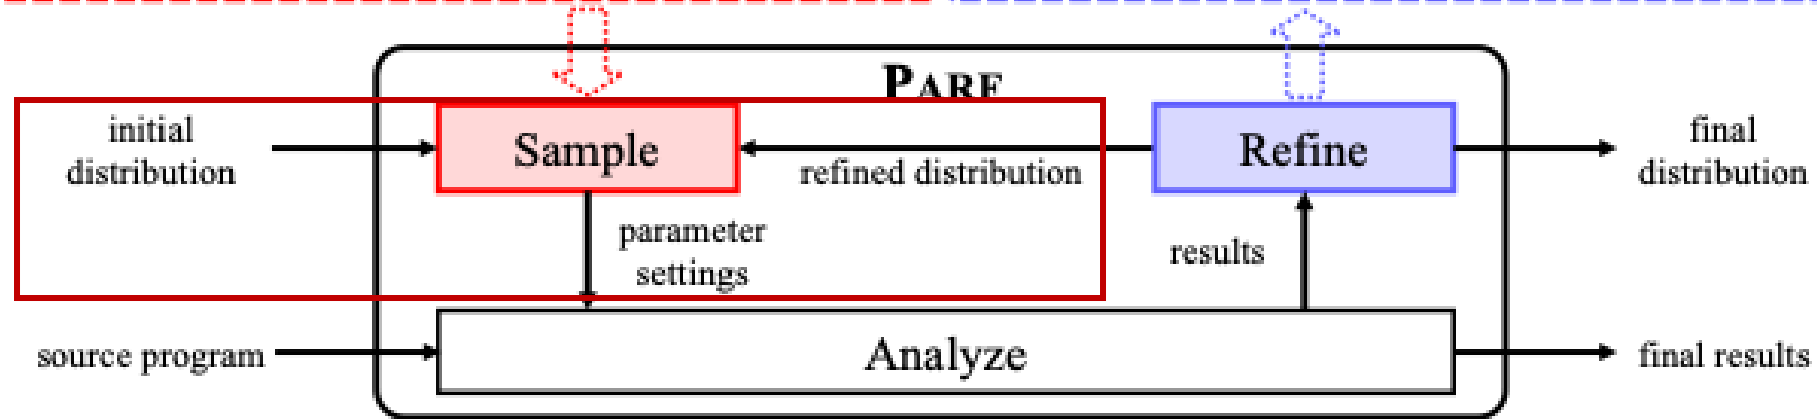 PARF
initial
distribution
Sample
refined distribution
Refine
final
distribution
parameter
settings
results
source program
Analyze
final results